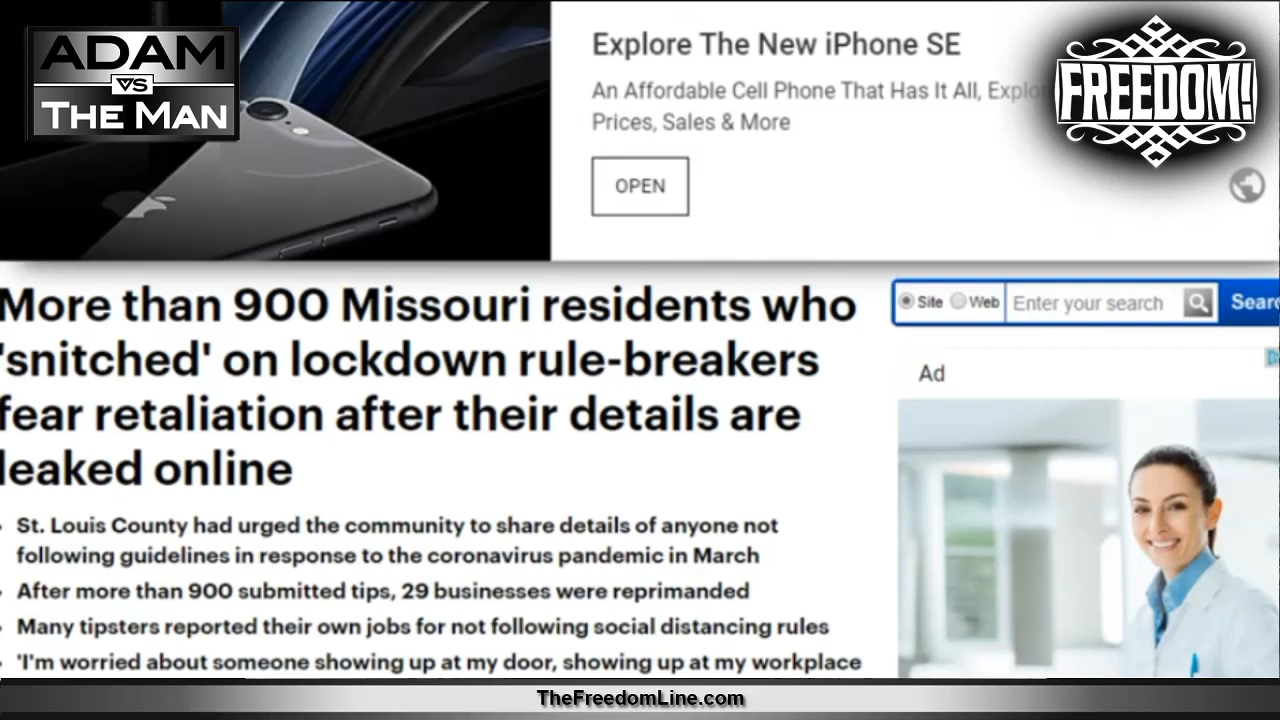 ADAM
VS
THE MAN
Explore The New iPhone SE
An Affordable Cell Phone That Has It All, Explo
Prices, Sales & More
OPEN
FREEDOM!
More than 900 Missouri residents who
'snitched' on lockdown rule-breakers
fear retaliation after their details are
leaked online
• St. Louis County had urged the community to share details of anyone not
following guidelines in response to the coronavirus pandemic in March
• After more than 900 submitted tips, 29 businesses were reprimanded
• Many tipsters reported their own jobs for not following social distancing rules
• 'I'm worried about someone showing up at my door, showing up at my workplace
Site Web Enter your search Searc
Ad
TheFreedomLine.com